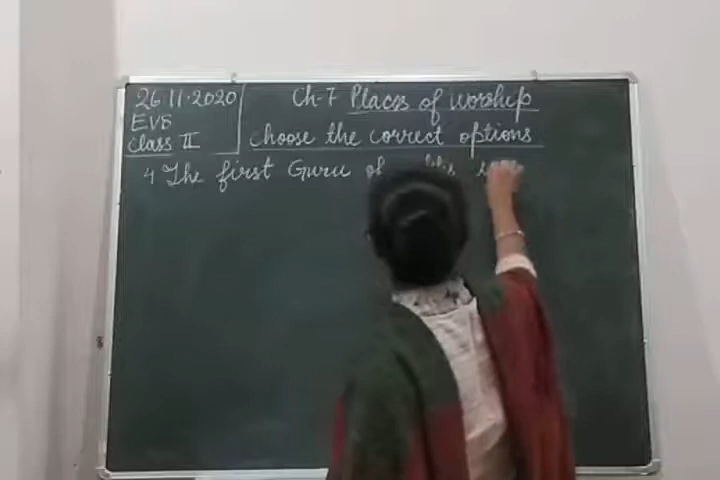 26.11.2020
EVS
Class II
Ch-7 Places of worship
choose the correct options
4 The first Guru of